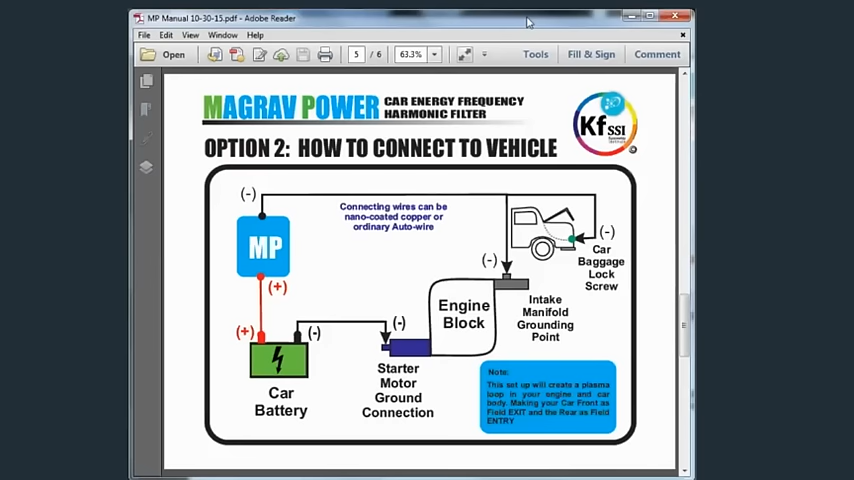 MP Manual 10-30-15.pdf - Adobe Reader
File Edit View Window Help
Open 5 / 6 63.3% Tools Fill & Sign Comment
MAGRAV POWER CAR ENERGY FREQUENCY
HARMONIC FILTER
Kf SSI
OPTION 2: HOW TO CONNECT TO VEHICLE
(-)
Connecting wires can be
nano-coated copper or
ordinary Auto-wire
MP
(+)
(-)
Car
Baggage
Lock
Screw
(-)
Engine
Block
Intake
Manifold
Grounding
Point
(+)
(-)
(-)
Car
Battery
Starter
Motor
Ground
Connection
Note:
This set up will create a plasma
loop in your engine and car
body. Making your Car Front as
Field EXIT and the Rear as Field
ENTRY